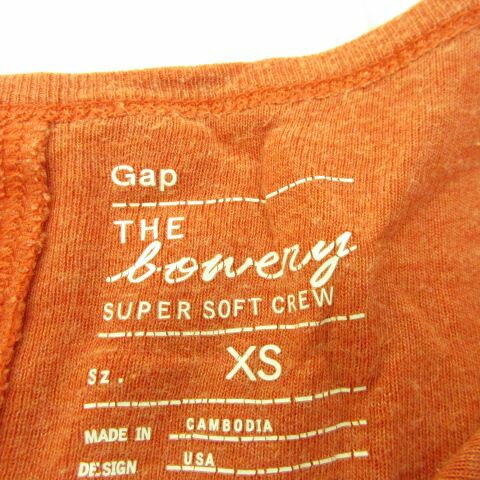 Gap
THE
bowery
SUPER SOFT CREW
Sz. XS
MADE IN CAMBODIA
DESIGN USA